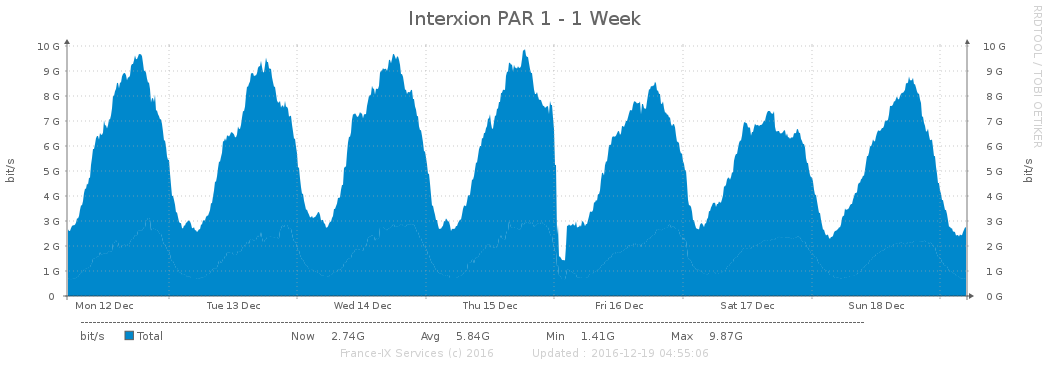 Interxion PAR 1 - 1 Week
RRDTOOL / TOBI OETIKER
10 G 10 G
9 G 9 G
8 G 8 G
7 G 7 G
6 G 6 G
5 G 5 G
4 G 4 G
3 G 3 G
2 G 2 G
1 G 1 G
0 0 G
bit/s bit/s
Mon 12 Dec Tue 13 Dec Wed 14 Dec Thu 15 Dec Fri 16 Dec Sat 17 Dec Sun 18 Dec
bit/s Total Now 2.74G Avg 5.84G Min 1.41G Max 9.87G
France-IX Services (c) 2016 Updated : 2016-12-19 04:55:06